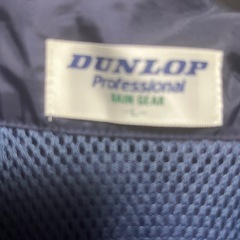 DUNLOP
Professional
RAIN GEAR
-L-